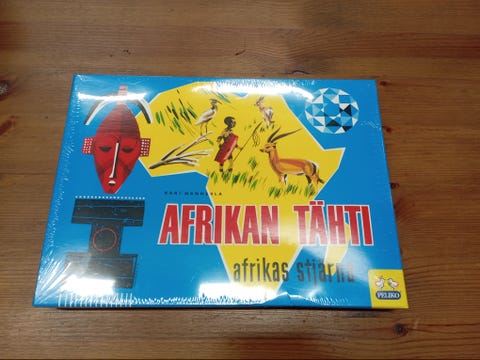 KARI MANNERLA
AFRIKAN TÄHTI
afrikas stjärna
PELIKO